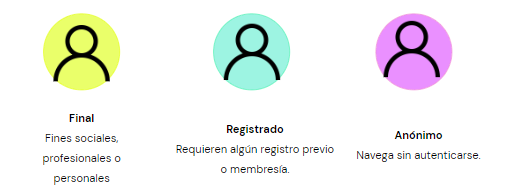 Final
Fines sociales,
profesionales o
personales
Registrado
Requieren algún registro previo
o membresía.
Anónimo
Navega sin autenticarse.